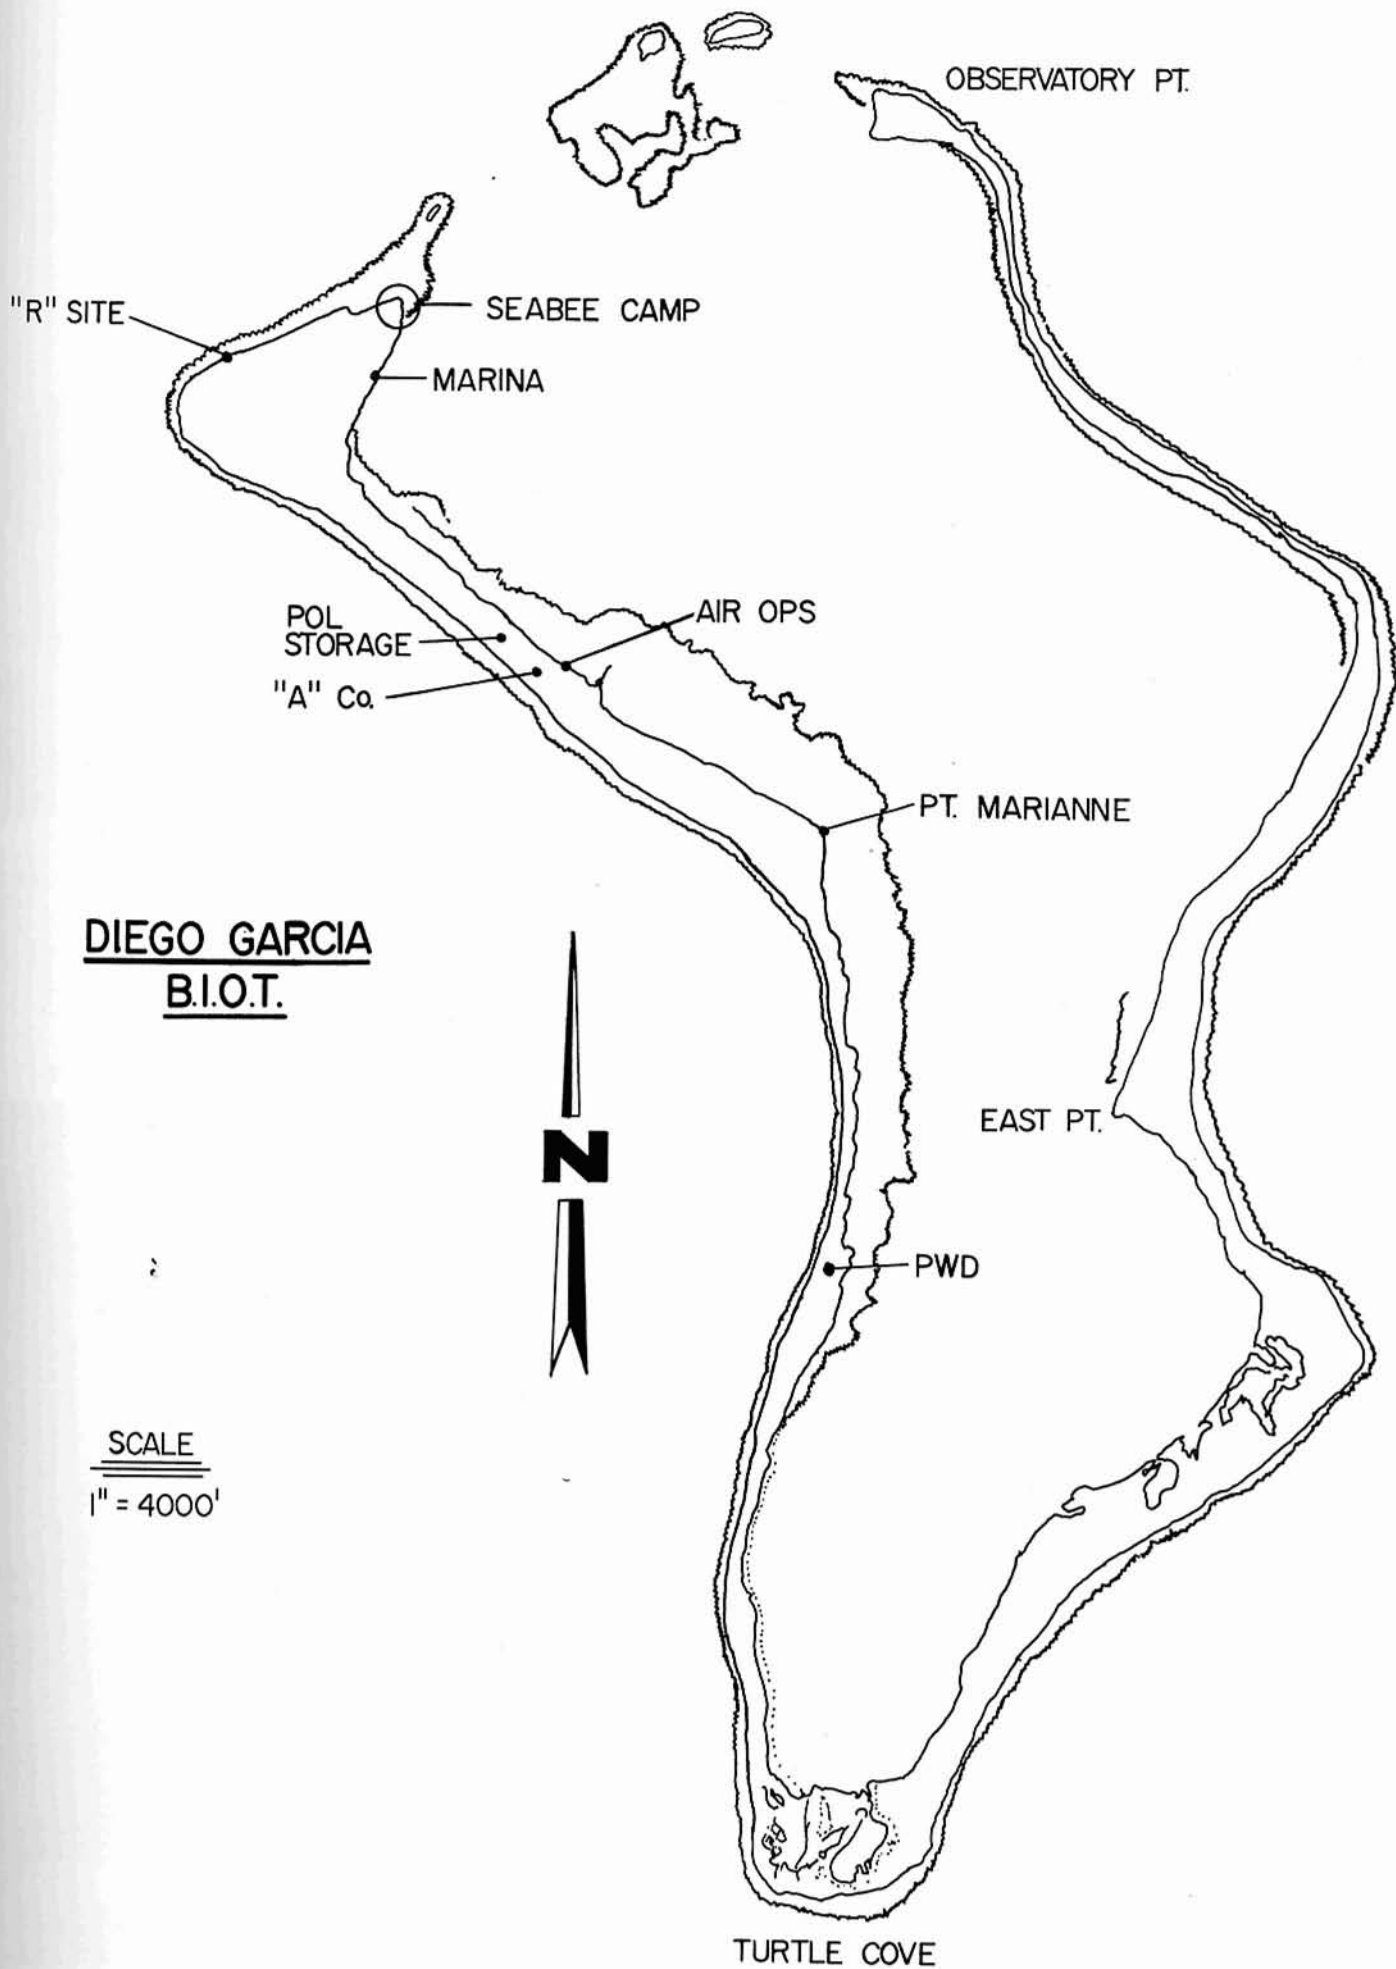 OBSERVATORY PT.
"R" SITE
SEABEE CAMP
MARINA
POL
STORAGE
AIR OPS
"A" Co.
PT. MARIANNE
DIEGO GARCIA
B.I.O.T.
EAST PT.
N
PWD
SCALE
1" = 4000'
TURTLE COVE